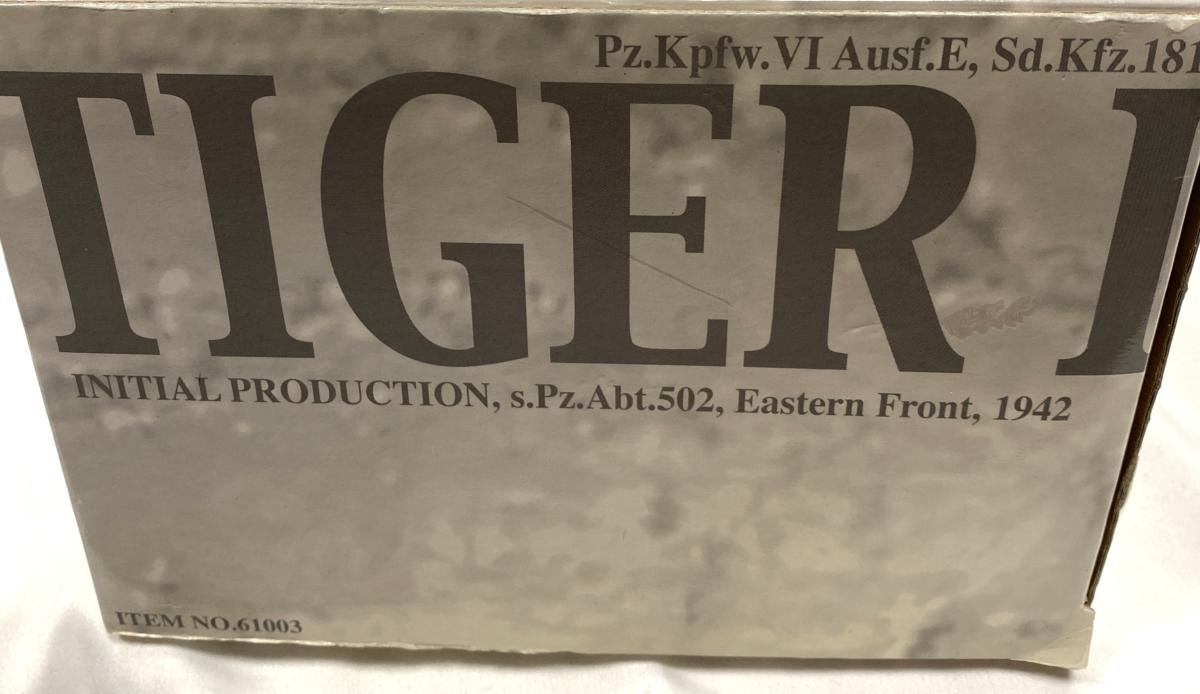 Pz.Kpfw.VI Ausf.E, Sd.Kfz.181
TIGER I
INITIAL PRODUCTION, s.Pz.Abt.502, Eastern Front, 1942
ITEM NO.61003